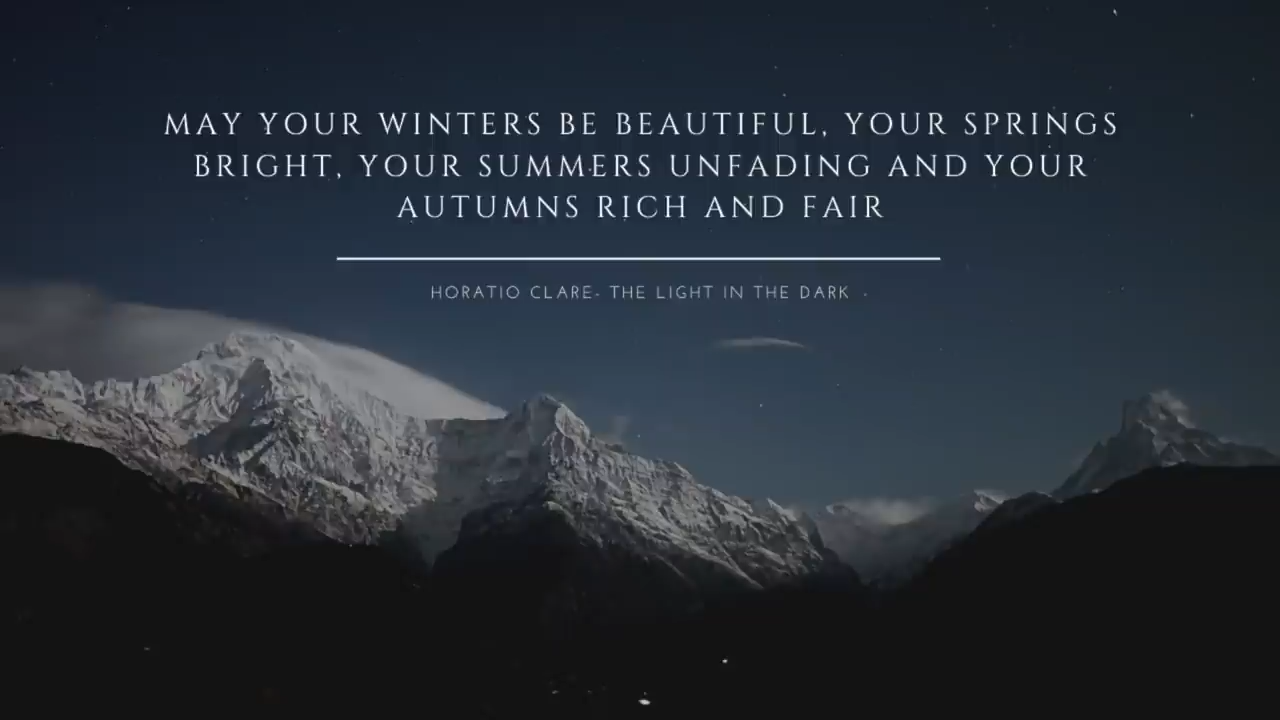 MAY YOUR WINTERS BE BEAUTIFUL, YOUR SPRINGS
BRIGHT, YOUR SUMMERS UNFADING AND YOUR
AUTUMNS RICH AND FAIR
HORATIO CLARE- THE LIGHT IN THE DARK